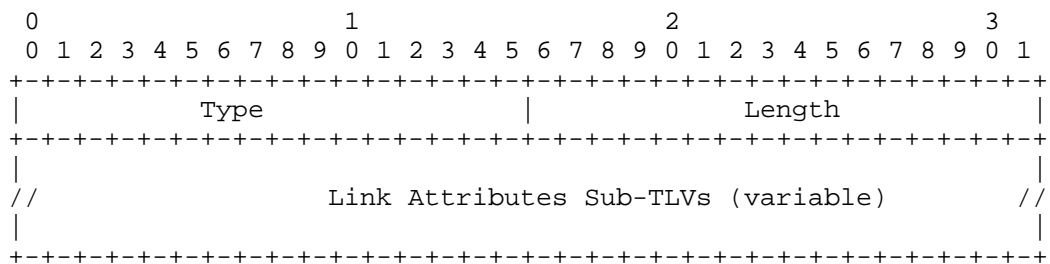 0                   1                   2                   3
 0 1 2 3 4 5 6 7 8 9 0 1 2 3 4 5 6 7 8 9 0 1 2 3 4 5 6 7 8 9 0 1
+-+-+-+-+-+-+-+-+-+-+-+-+-+-+-+-+-+-+-+-+-+-+-+-+-+-+-+-+-+-+-+-+
|           Type                |             Length            |
+-+-+-+-+-+-+-+-+-+-+-+-+-+-+-+-+-+-+-+-+-+-+-+-+-+-+-+-+-+-+-+-+
|                                                               |
//                  Link Attributes Sub-TLVs (variable)        //
|                                                               |
+-+-+-+-+-+-+-+-+-+-+-+-+-+-+-+-+-+-+-+-+-+-+-+-+-+-+-+-+-+-+-+-+